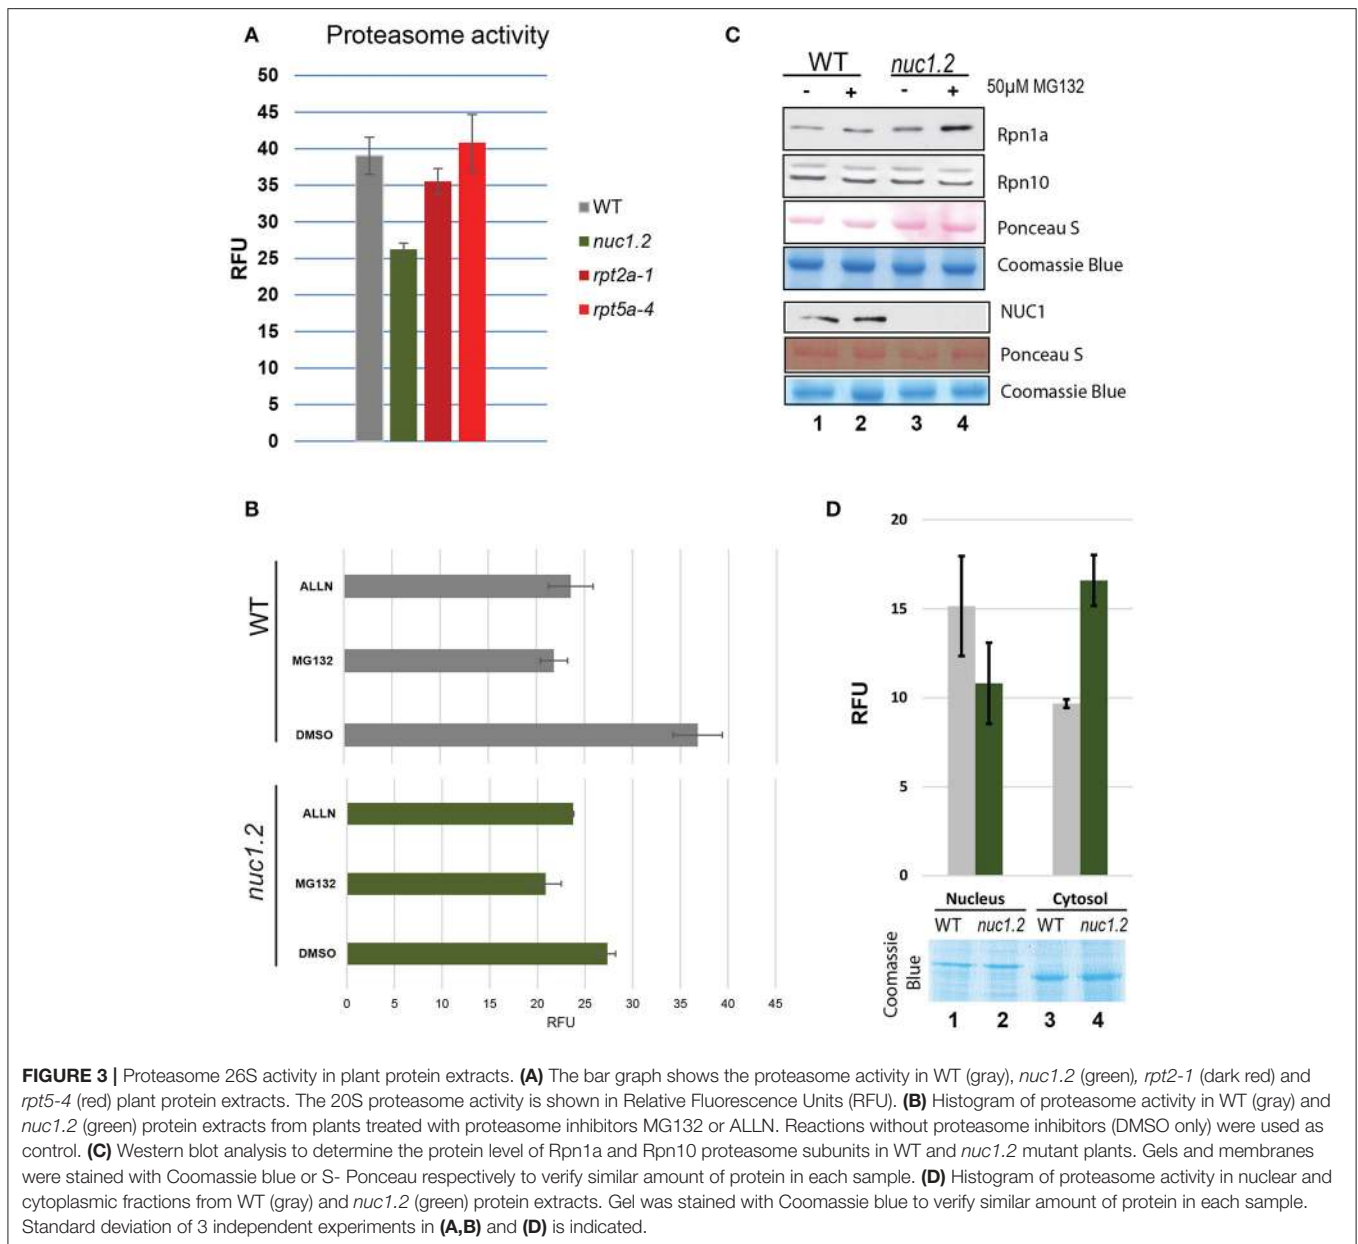 A Proteasome activity
50
45
40
35
30
25
20
15
10
5
0
RFU
WT
nuc1.2
rpt2a-1
rpt5a-4
C
WT nuc1.2
- + - + 50µM MG132
Rpn1a
Rpn10
Ponceau S
Coomassie Blue
NUC1
Ponceau S
Coomassie Blue
1 2 3 4
B
WT
ALLN
MG132
DMSO
nuc1.2
ALLN
MG132
DMSO
0 5 10 15 20 25 30 35 40 45
RFU
D
20
15
10
5
0
RFU
Nucleus Cytosol
WT nuc1.2 WT nuc1.2
Coomassie
Blue
1 2 3 4
FIGURE 3 | Proteasome 26S activity in plant protein extracts. (A) The bar graph shows the proteasome activity in WT (gray), nuc1.2 (green), rpt2-1 (dark red) and
rpt5-4 (red) plant protein extracts. The 20S proteasome activity is shown in Relative Fluorescence Units (RFU). (B) Histogram of proteasome activity in WT (gray) and
nuc1.2 (green) protein extracts from plants treated with proteasome inhibitors MG132 or ALLN. Reactions without proteasome inhibitors (DMSO only) were used as
control. (C) Western blot analysis to determine the protein level of Rpn1a and Rpn10 proteasome subunits in WT and nuc1.2 mutant plants. Gels and membranes
were stained with Coomassie blue or S- Ponceau respectively to verify similar amount of protein in each sample. (D) Histogram of proteasome activity in nuclear and
cytoplasmic fractions from WT (gray) and nuc1.2 (green) protein extracts. Gel was stained with Coomassie blue to verify similar amount of protein in each sample.
Standard deviation of 3 independent experiments in (A,B) and (D) is indicated.